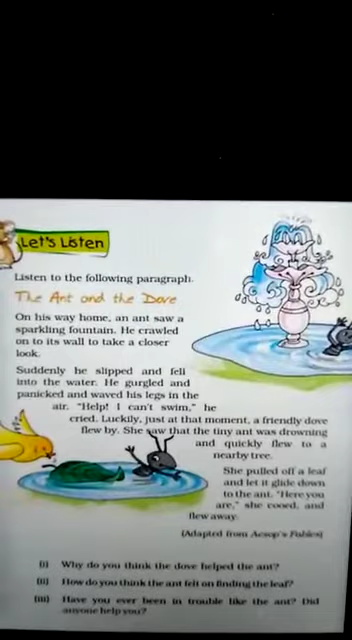 Let's Listen
Listen to the following paragraph.
The Ant and the Dove
On his way home, an ant saw a
sparkling fountain. He crawled
on to its wall to take a closer
look.
Suddenly he slipped and fell
into the water. He gurgled and
panicked and waved his legs in the
air. "Help! I can't swim," he
cried. Luckily, just at that moment, a friendly dove
flew by. She saw that the tiny ant was drowning
and quickly flew to a
nearby tree.
She pulled off a leaf
and let it glide down
to the ant. "Here you
are," she cooed, and
flew away.
(Adapted from Aesop's Fables)
(i) Why do you think the dove helped the ant?
(ii) How do you think the ant felt on finding the leaf?
(iii) Have you ever been in trouble like the ant? Did
anyone help you?